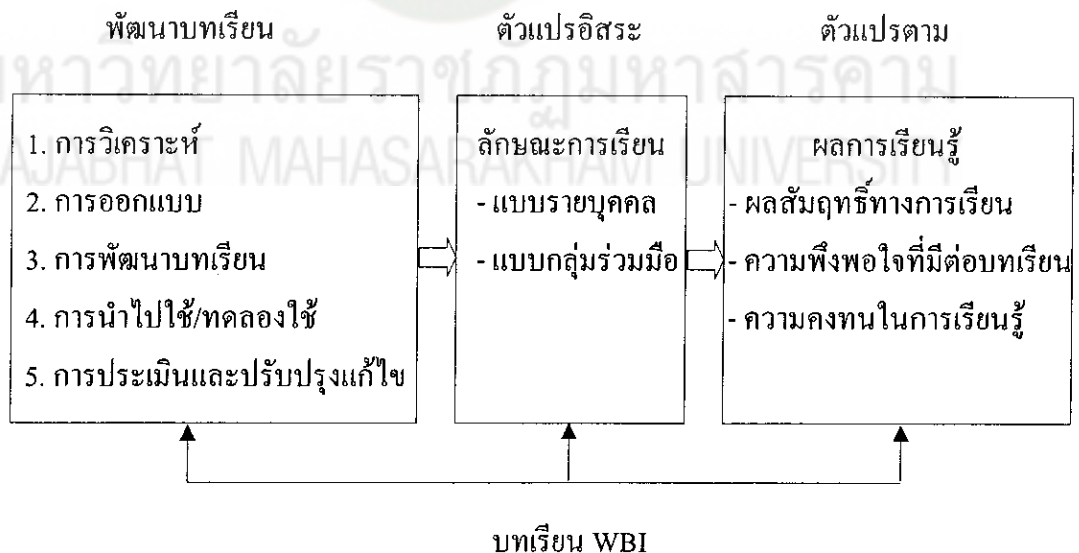 พัฒนาบทเรียน ตัวแปรอิสระ ตัวแปรตาม
มหาวิทยาลัยราชภัฏมหาสารคาม
RAJABHAT MAHASARAKHAM UNIVERSITY
1. การวิเคราะห์
2. การออกแบบ
3. การพัฒนาบทเรียน
4. การนำไปใช้/ทดลองใช้
5. การประเมินและปรับปรุงแก้ไข
ลักษณะการเรียน
- แบบรายบุคคล
- แบบกลุ่มร่วมมือ
ผลการเรียนรู้
- ผลสัมฤทธิ์ทางการเรียน
- ความพึงพอใจที่มีต่อบทเรียน
- ความคงทนในการเรียนรู้
บทเรียน WBI